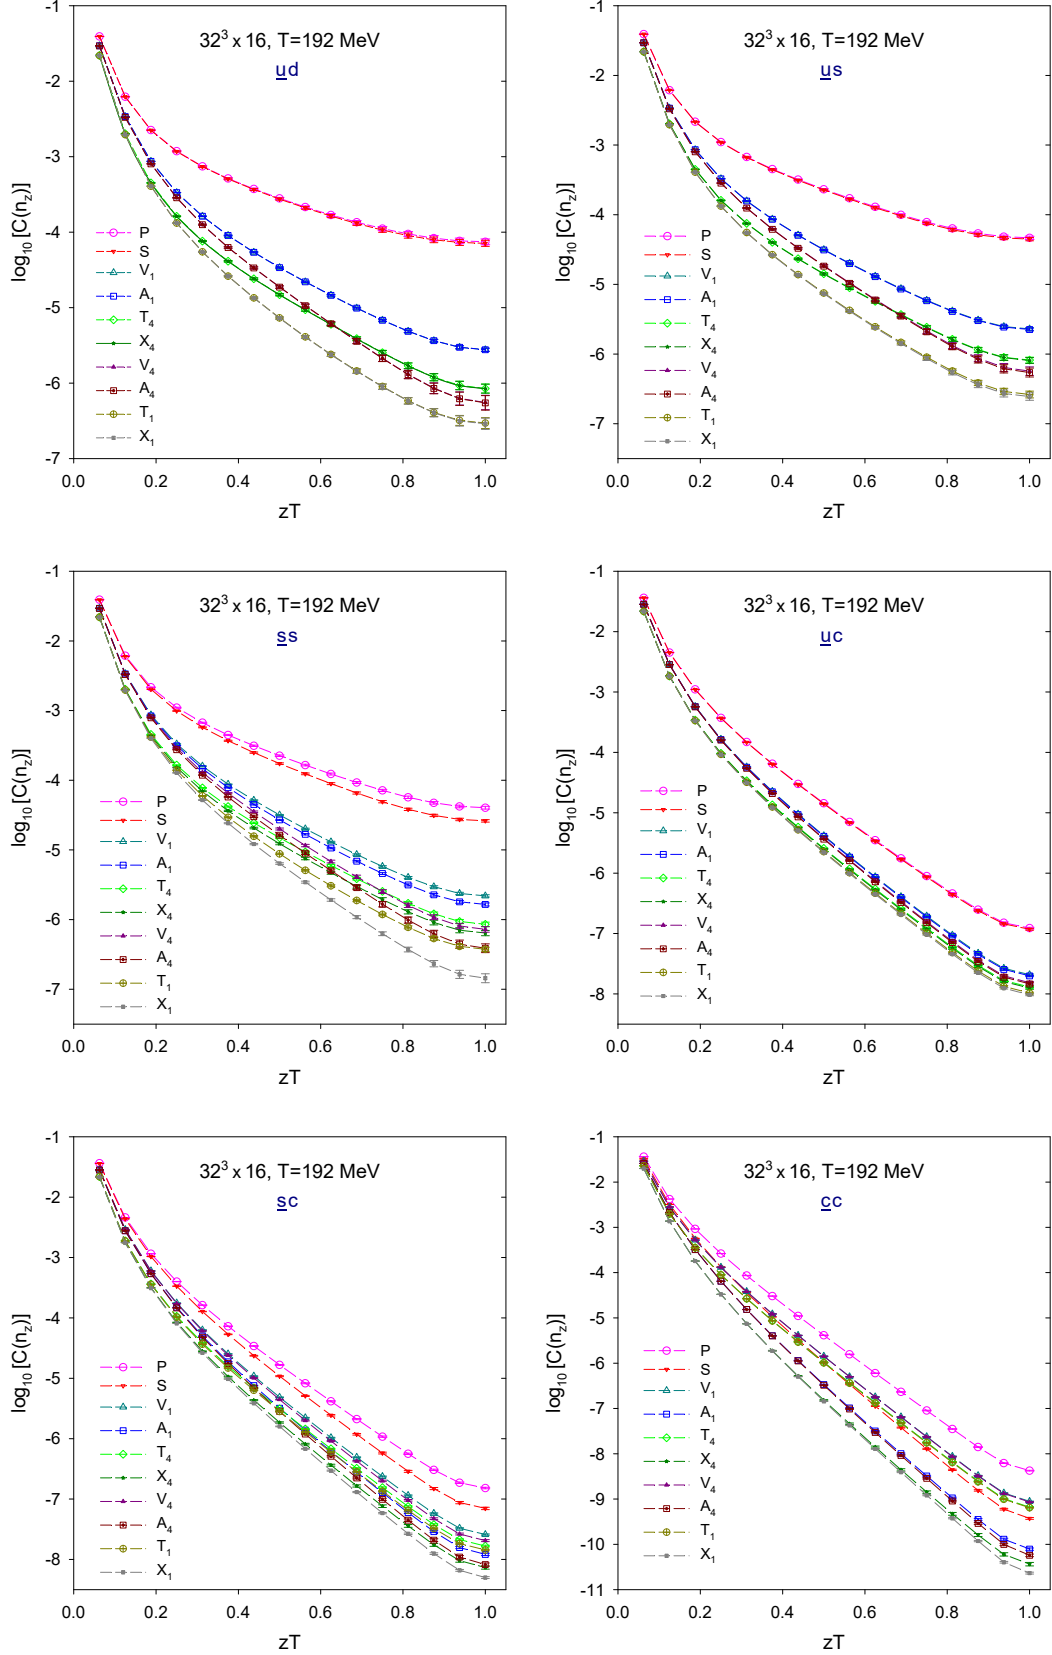 32³ x 16, T=192 MeV
ud
log₁₀ [C(n_z)]
-1
-2
-3
-4
-5
-6
-7
P
S
V₁
A₁
T₄
X₄
V₄
A₄
T₁
X₁
0.0 0.2 0.4 0.6 0.8 1.0
zT
32³ x 16, T=192 MeV
us
log₁₀ [C(n_z)]
-1
-2
-3
-4
-5
-6
-7
P
S
V₁
A₁
T₄
X₄
V₄
A₄
T₁
X₁
0.0 0.2 0.4 0.6 0.8 1.0
zT
32³ x 16, T=192 MeV
ss
log₁₀ [C(n_z)]
-1
-2
-3
-4
-5
-6
-7
P
S
V₁
A₁
T₄
X₄
V₄
A₄
T₁
X₁
0.0 0.2 0.4 0.6 0.8 1.0
zT
32³ x 16, T=192 MeV
uc
log₁₀ [C(n_z)]
-1
-2
-3
-4
-5
-6
-7
-8
P
S
V₁
A₁
T₄
X₄
V₄
A₄
T₁
X₁
0.0 0.2 0.4 0.6 0.8 1.0
zT
32³ x 16, T=192 MeV
sc
log₁₀ [C(n_z)]
-1
-2
-3
-4
-5
-6
-7
-8
P
S
V₁
A₁
T₄
X₄
V₄
A₄
T₁
X₁
0.0 0.2 0.4 0.6 0.8 1.0
zT
32³ x 16, T=192 MeV
cc
log₁₀ [C(n_z)]
-1
-2
-3
-4
-5
-6
-7
-8
-9
-10
-11
P
S
V₁
A₁
T₄
X₄
V₄
A₄
T₁
X₁
0.0 0.2 0.4 0.6 0.8 1.0
zT